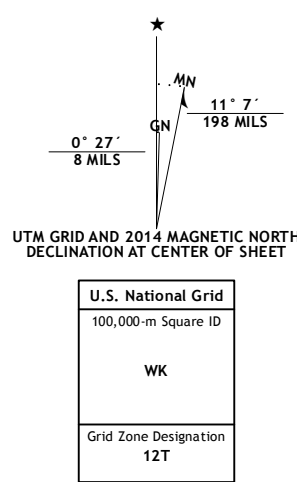 ★
MN
GN
11° 7´
198 MILS
0° 27´
8 MILS
UTM GRID AND 2014 MAGNETIC NORTH
DECLINATION AT CENTER OF SHEET
U.S. National Grid
100,000-m Square ID
WK
Grid Zone Designation
12T